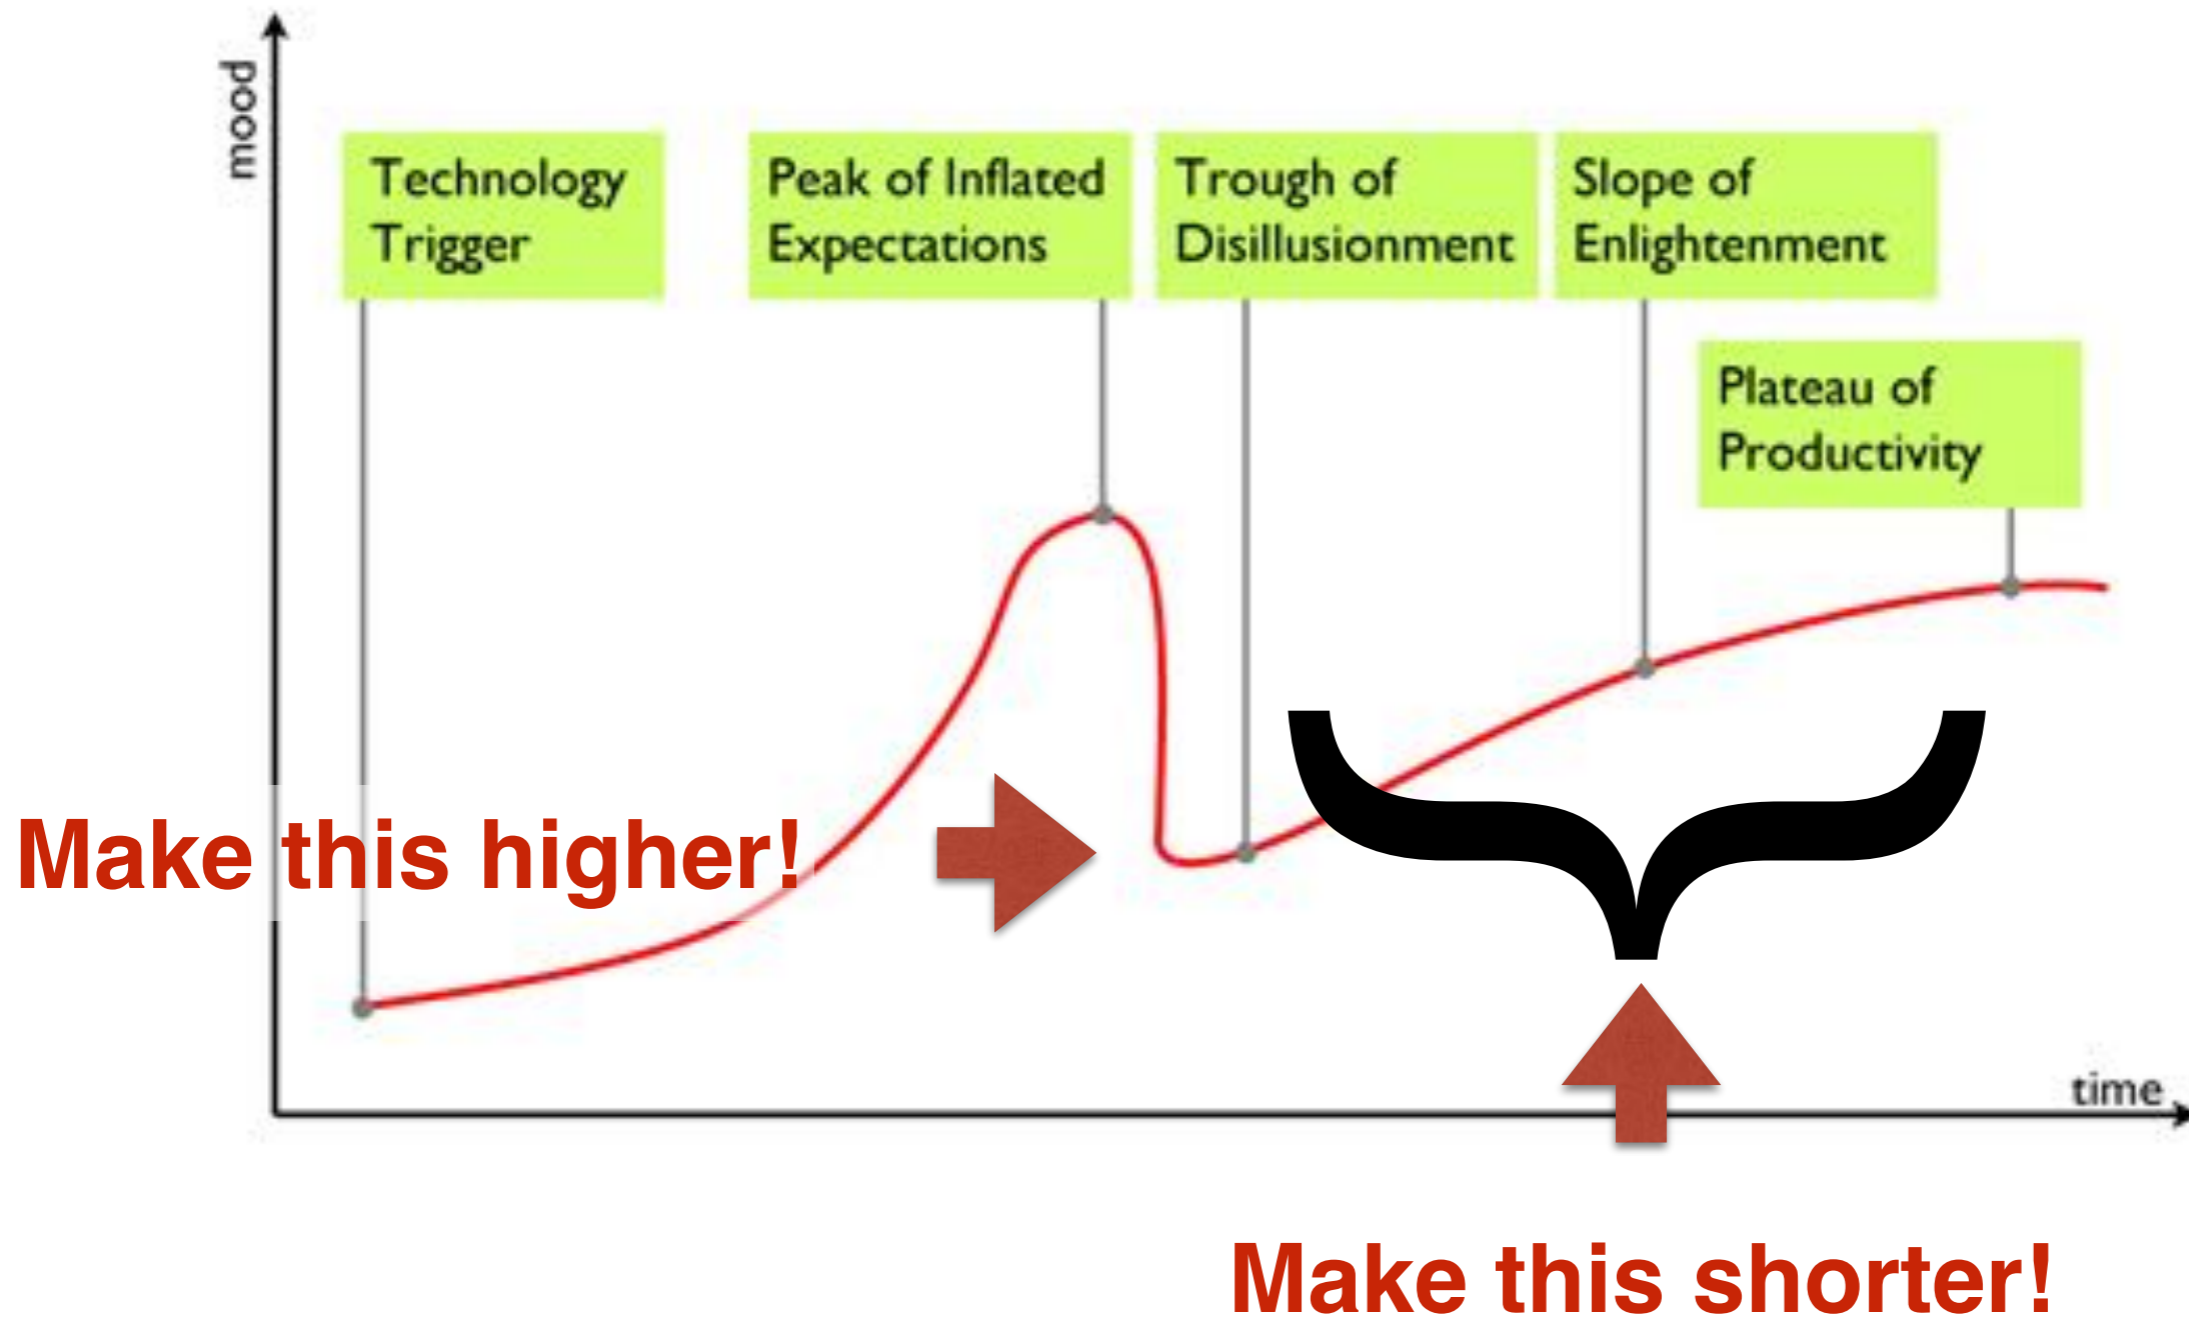 mood
Technology
Trigger
Peak of Inflated
Expectations
Trough of
Disillusionment
Slope of
Enlightenment
Plateau of
Productivity
Make this higher!
time
Make this shorter!